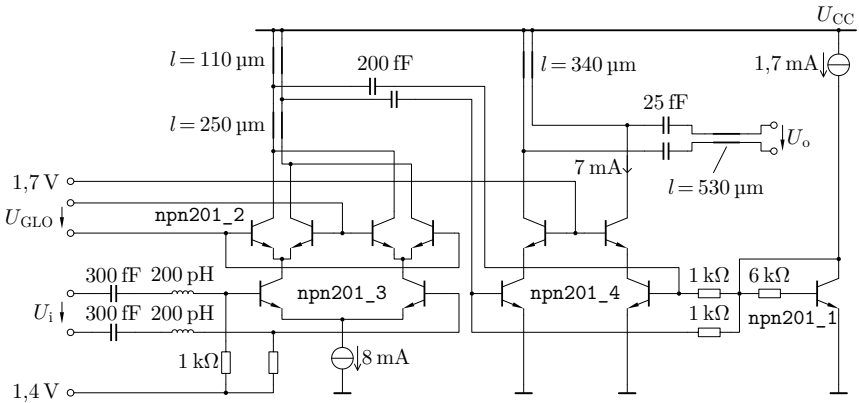 U_CC
l = 110 µm
200 fF
l = 340 µm
1,7 mA
25 fF
l = 250 µm
U_o
7 mA
l = 530 µm
1,7 V
npn201_2
U_GLO
300 fF
200 pH
1 kΩ
6 kΩ
npn201_3
npn201_4
U_i
300 fF
200 pH
npn201_1
1 kΩ
1 kΩ
8 mA
1,4 V